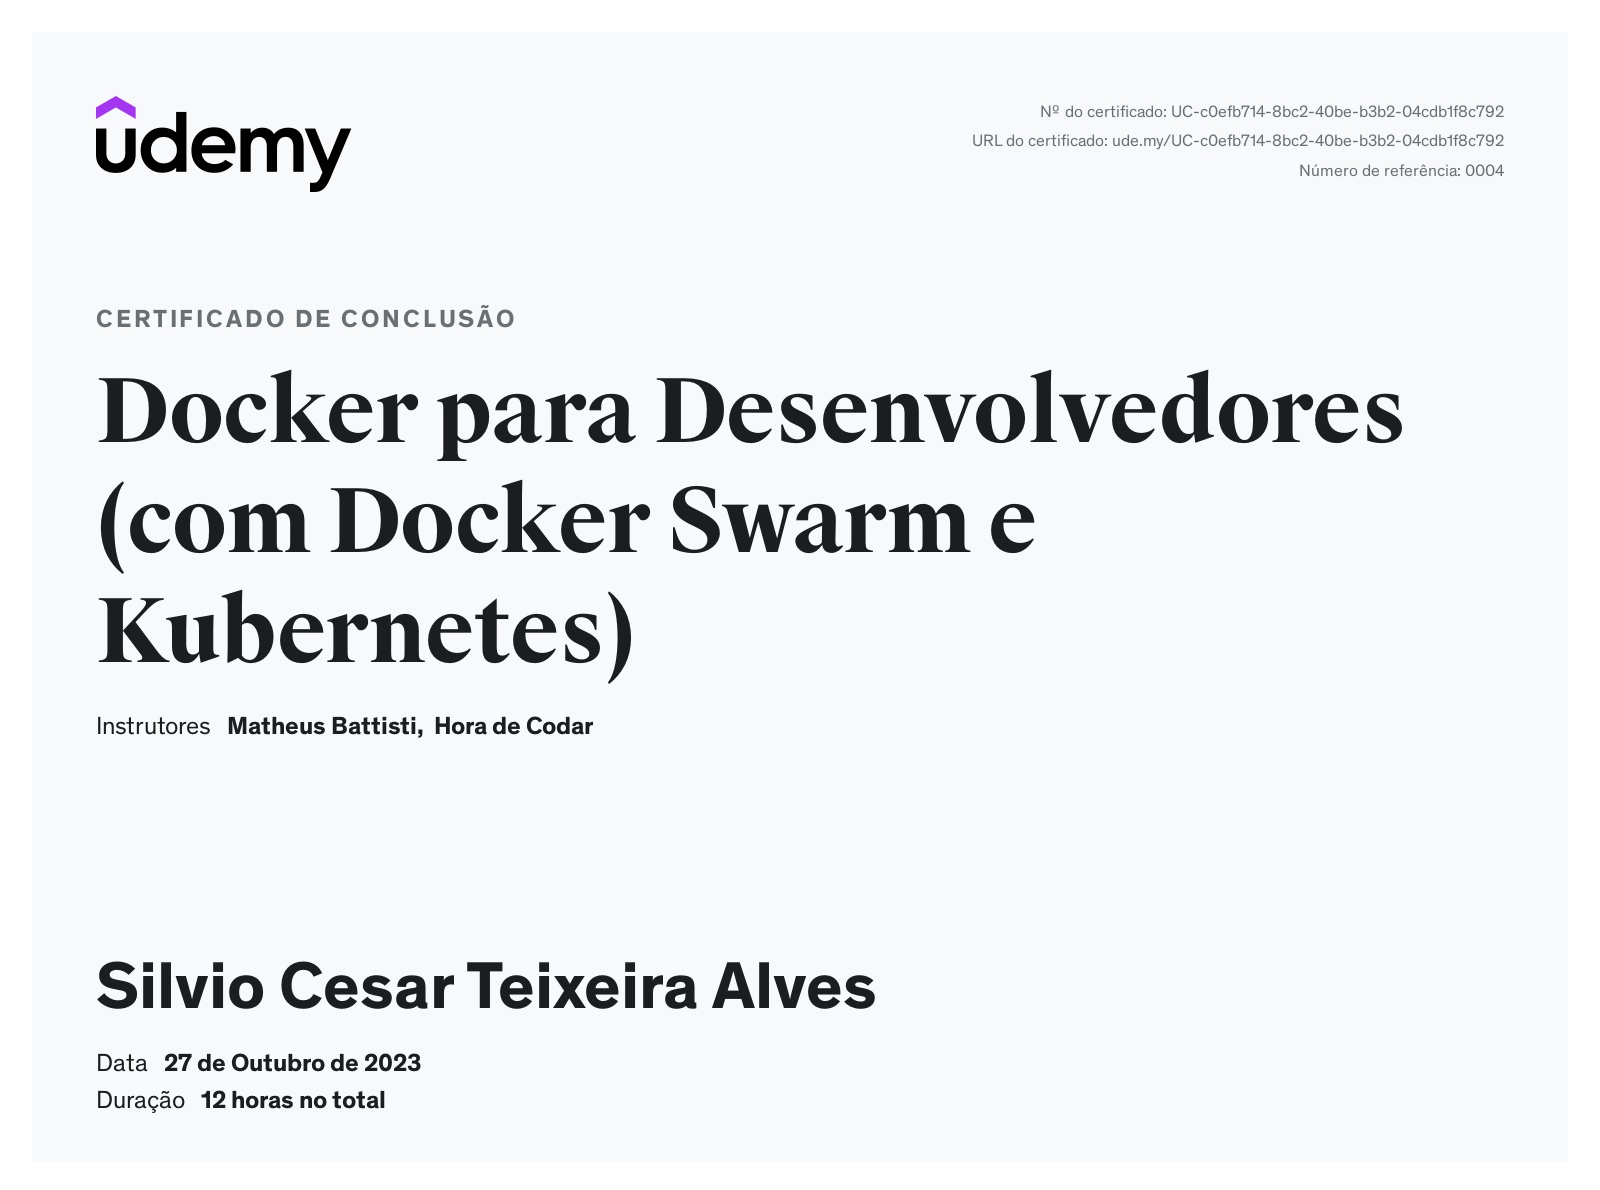 udemy
Nº do certificado: UC-c0efb714-8bc2-40be-b3b2-04cdb1f8c792
URL do certificado: ude.my/UC-c0efb714-8bc2-40be-b3b2-04cdb1f8c792
Número de referência: 0004
CERTIFICADO DE CONCLUSÃO
Docker para Desenvolvedores
(com Docker Swarm e
Kubernetes)
Instrutores Matheus Battisti, Hora de Codar
Silvio Cesar Teixeira Alves
Data 27 de Outubro de 2023
Duração 12 horas no total